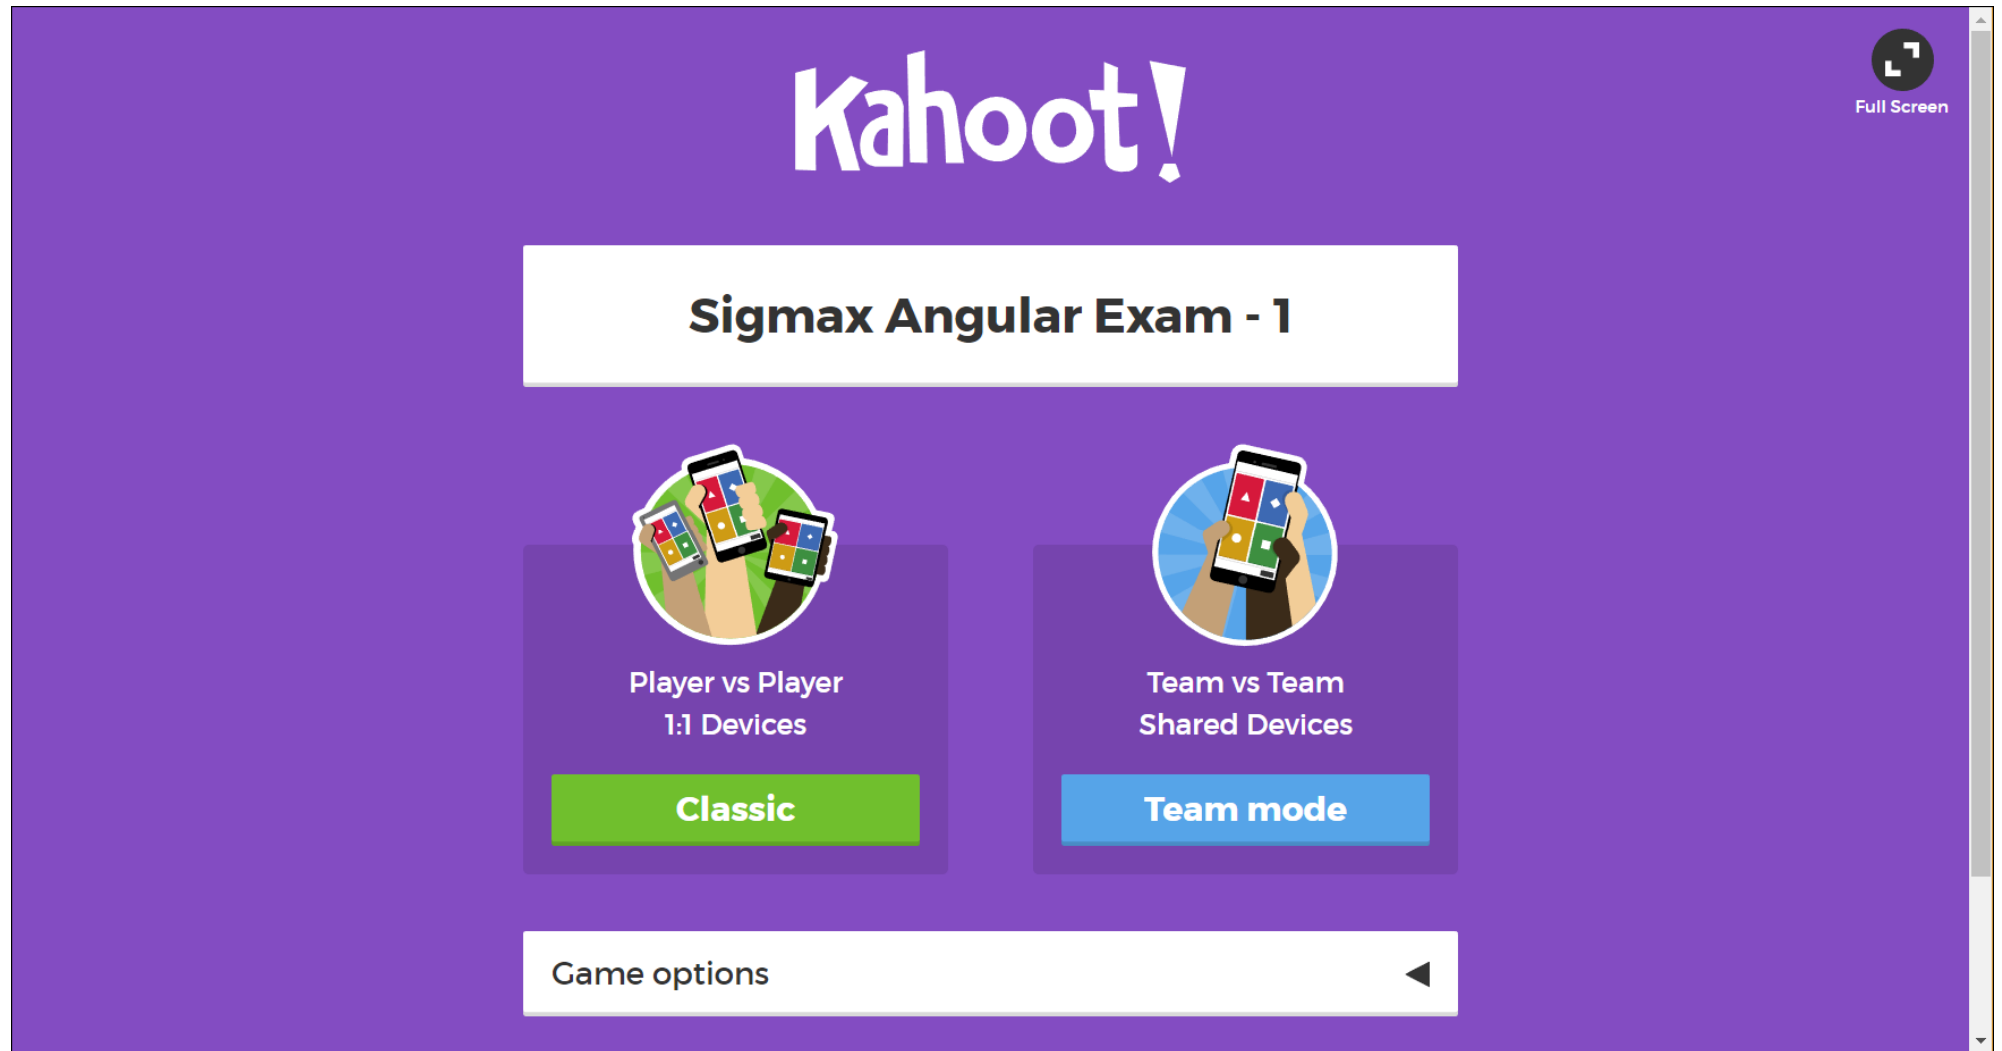 Kahoot!
Full Screen
Sigmax Angular Exam - 1
Player vs Player
1:1 Devices
Classic
Team vs Team
Shared Devices
Team mode
Game options